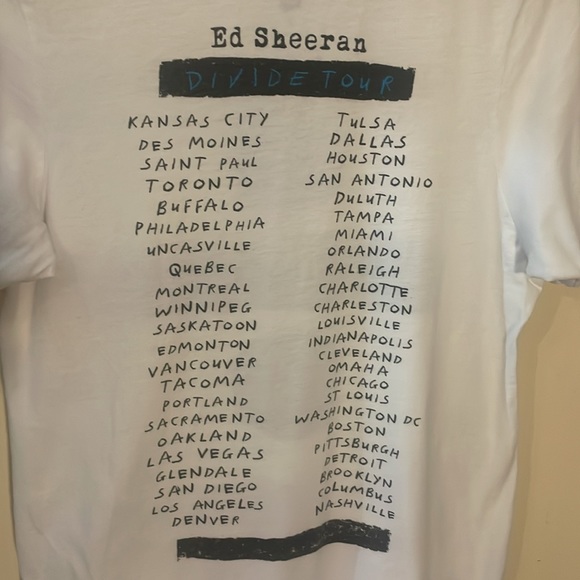 Ed Sheeran
DIVIDE TOUR
KANSAS CITY
DES MOINES
SAINT PAUL
TORONTO
BUFFALO
PHILADELPHIA
UNCASVILLE
QUEBEC
MONTREAL
WINNIPEG
SASKATOON
EDMONTON
VANCOUVER
TACOMA
PORTLAND
SACRAMENTO
OAKLAND
LAS VEGAS
GLENDALE
SAN DIEGO
LOS ANGELES
DENVER
TULSA
DALLAS
HOUSTON
SAN ANTONIO
DULUTH
TAMPA
MIAMI
ORLANDO
RALEIGH
CHARLOTTE
CHARLESTON
LOUISVILLE
INDIANAPOLIS
CLEVELAND
OMAHA
CHICAGO
ST LOUIS
WASHINGTON DC
BOSTON
PITTSBURGH
DETROIT
BROOKLYN
COLUMBUS
NASHVILLE